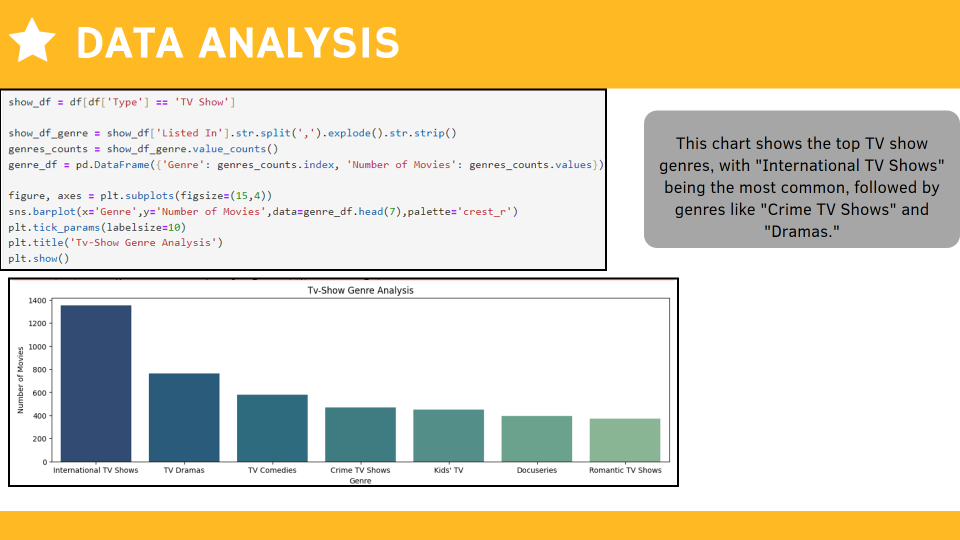 DATA ANALYSIS
show_df = df[df['Type'] == 'TV Show']
show_df_genre = show_df['Listed In'].str.split(',').explode().str.strip()
genres_counts = show_df_genre.value_counts()
genre_df = pd.DataFrame({'Genre': genres_counts.index, 'Number of Movies': genres_counts.values})
figure, axes = plt.subplots(figsize=(15,4))
sns.barplot(x='Genre',y='Number of Movies',data=genre_df.head(7),palette='crest_r')
plt.tick_params(labelsize=10)
plt.title('Tv-Show Genre Analysis')
plt.show()
This chart shows the top TV show
genres, with "International TV Shows"
being the most common, followed by
genres like "Crime TV Shows" and
"Dramas."
Tv-Show Genre Analysis
Number of Movies
1400
1200
1000
800
600
400
200
0
International TV Shows TV Dramas TV Comedies Crime TV Shows Kids' TV Docuseries Romantic TV Shows
Genre